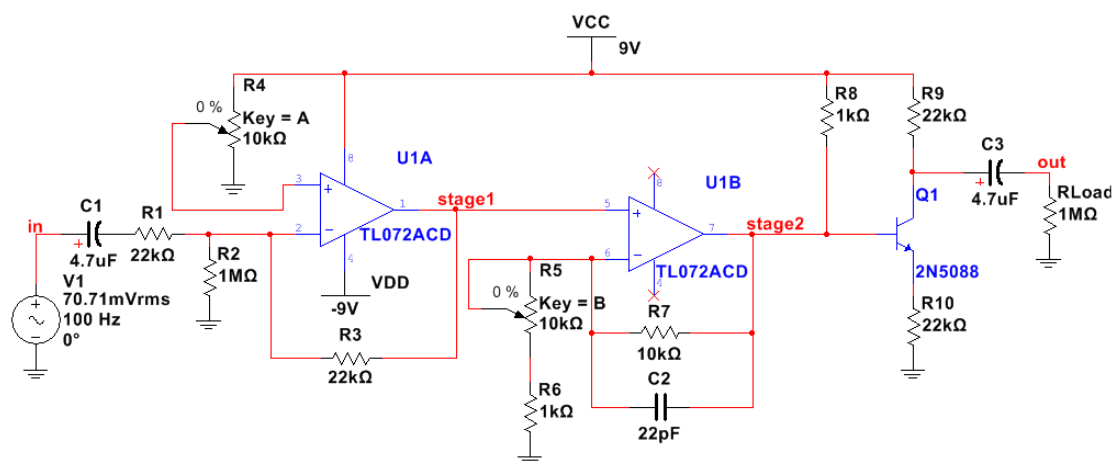 VCC
9V
R4
0 %
Key = A
10kΩ
R8
1kΩ
R9
22kΩ
8
U1A
3
+
1
stage1
2
−
TL072ACD
4
VDD
-9V
in
C1
+
4.7uF
R1
22kΩ
R2
1MΩ
V1
70.71mVrms
100 Hz
0°
R3
22kΩ
8
U1B
5
+
7
stage2
6
−
TL072ACD
4
R5
0 %
Key = B
10kΩ
R7
10kΩ
R6
1kΩ
C2
22pF
C3
+
4.7uF
out
RLoad
1MΩ
Q1
2N5088
R10
22kΩ